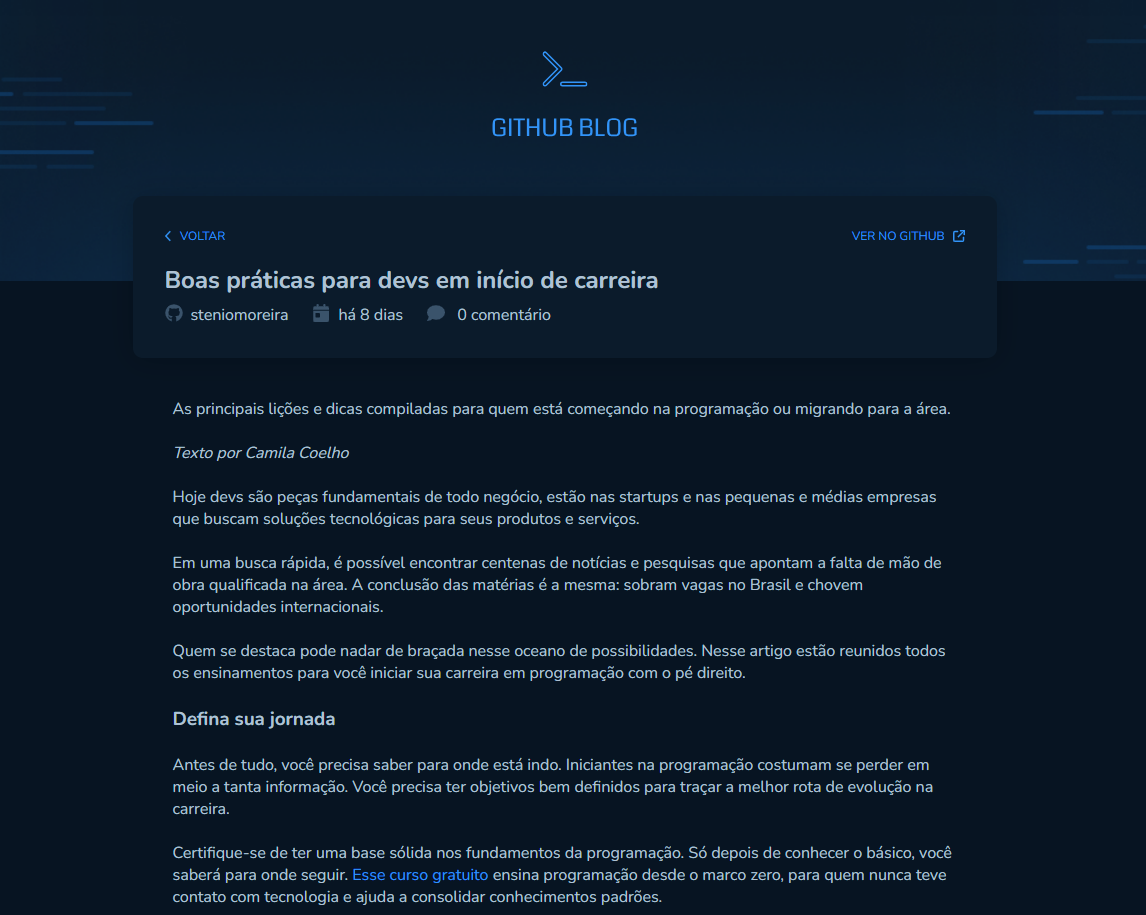 GITHUB BLOG
VOLTAR
VER NO GITHUB
Boas práticas para devs em início de carreira
steniomoreira há 8 dias 0 comentário
As principais lições e dicas compiladas para quem está começando na programação ou migrando para a área.
Texto por Camila Coelho
Hoje devs são peças fundamentais de todo negócio, estão nas startups e nas pequenas e médias empresas
que buscam soluções tecnológicas para seus produtos e serviços.
Em uma busca rápida, é possível encontrar centenas de notícias e pesquisas que apontam a falta de mão de
obra qualificada na área. A conclusão das matérias é a mesma: sobram vagas no Brasil e chovem
oportunidades internacionais.
Quem se destaca pode nadar de braçada nesse oceano de possibilidades. Nesse artigo estão reunidos todos
os ensinamentos para você iniciar sua carreira em programação com o pé direito.
Defina sua jornada
Antes de tudo, você precisa saber para onde está indo. Iniciantes na programação costumam se perder em
meio a tanta informação. Você precisa ter objetivos bem definidos para traçar a melhor rota de evolução na
carreira.
Certifique-se de ter uma base sólida nos fundamentos da programação. Só depois de conhecer o básico, você
saberá para onde seguir. Esse curso gratuito ensina programação desde o marco zero, para quem nunca teve
contato com tecnologia e ajuda a consolidar conhecimentos padrões.